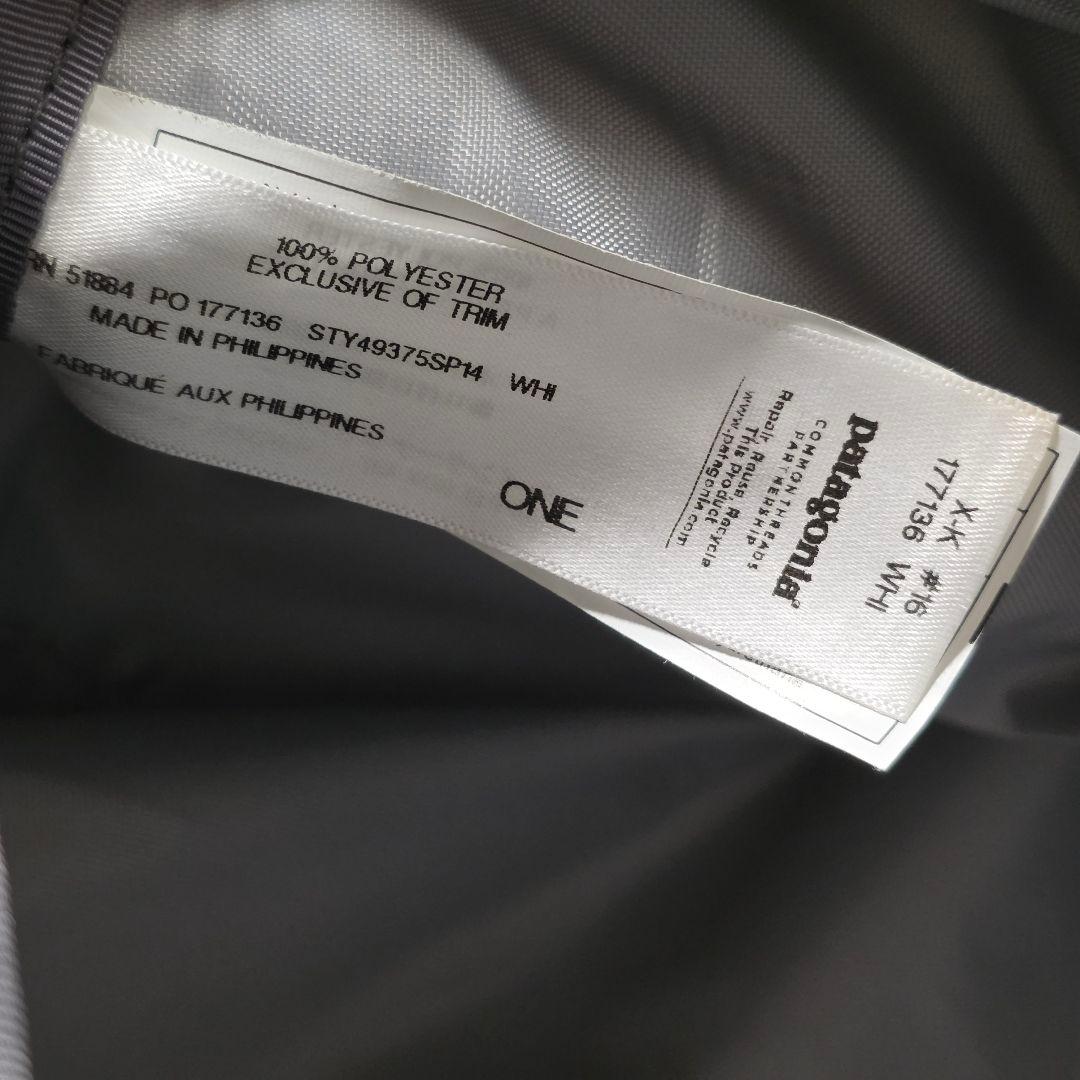 100% POLYESTER
EXCLUSIVE OF TRIM
RN 51884 PO 177136 STY49375SP14 WHI
MADE IN PHILIPPINES
FABRIQUÉ AUX PHILIPPINES
ONE
X-K #16
177136 WHI
patagonia®
COMMON THREADS
PARTNERSHIP
Repair, Reuse, Recycle
This Product
www.patagonia.com